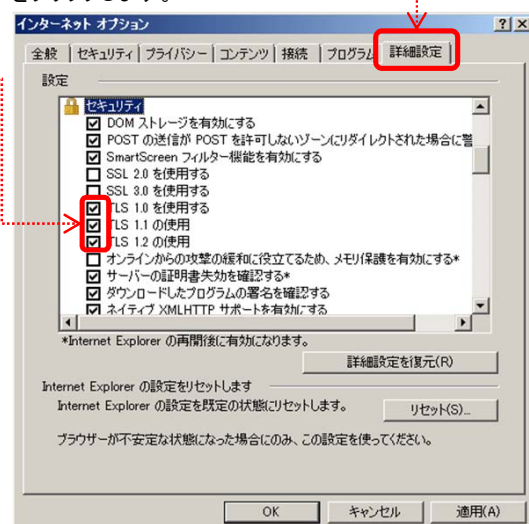 をクリックします。
インターネット オプション
全般 セキュリティ プライバシー コンテンツ 接続 プログラム 詳細設定
設定
セキュリティ
DOM ストレージを有効にする
POST の送信が POST を許可しないゾーンにリダイレクトされた場合に警
SmartScreen フィルター機能を有効にする
SSL 2.0 を使用する
SSL 3.0 を使用する
TLS 1.0 を使用する
TLS 1.1 の使用
TLS 1.2 の使用
オンラインからの攻撃の緩和に役立てるため、メモリ保護を有効にする*
サーバーの証明書失効を確認する*
ダウンロードしたプログラムの署名を確認する
ネイティブ XMLHTTP サポートを有効にする
*Internet Explorer の再開後に有効になります。
詳細設定を復元(R)
Internet Explorer の設定をリセットします
Internet Explorer の設定を既定の状態にリセットします。
リセット(S)...
ブラウザーが不安定な状態になった場合にのみ、この設定を使ってください。
OK キャンセル 適用(A)